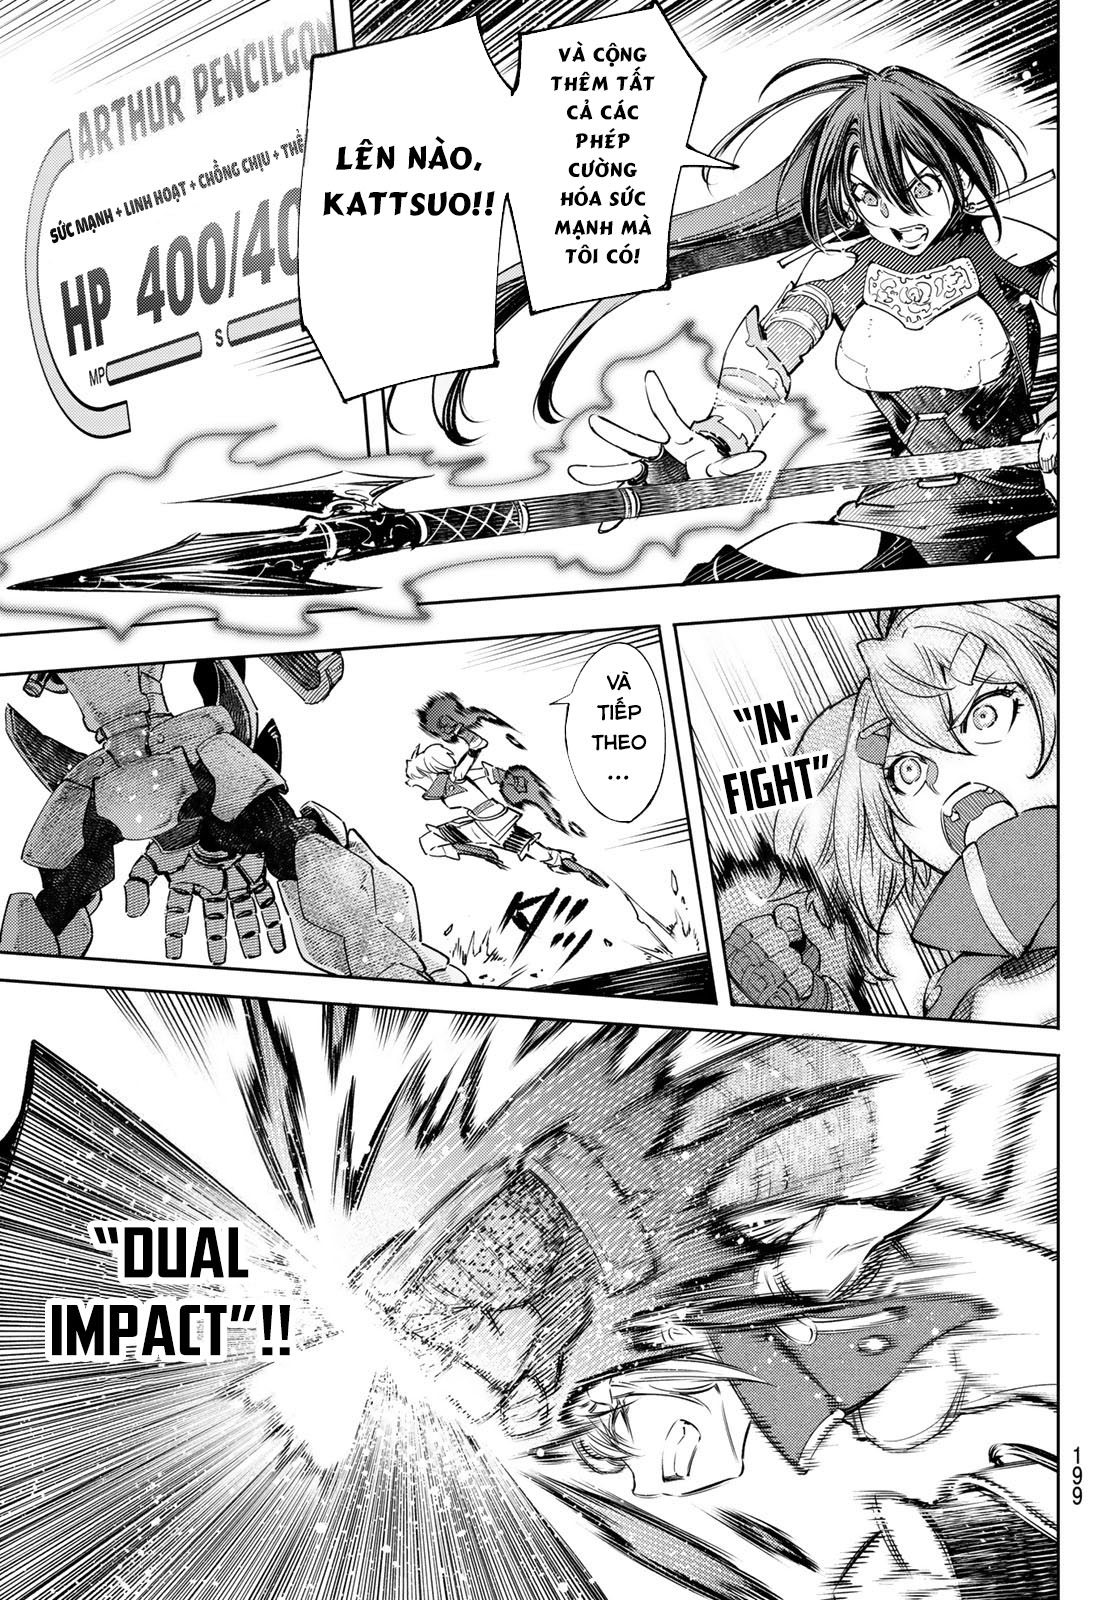 VÀ CỘNG
THÊM TẤT
CẢ CÁC
PHÉP
CƯỜNG
HÓA SỨC
MẠNH MÀ
TÔI CÓ!
LÊN NÀO,
KATTSUO!!
ARTHUR PENCILGON
SỨC MẠNH + LINH HOẠT + CHỐNG CHỊU + THỂ
HP 400/40
MP
S
“IN-
FIGHT”
VÀ
TIẾP
THEO
...
“DUAL
IMPACT”!!
199